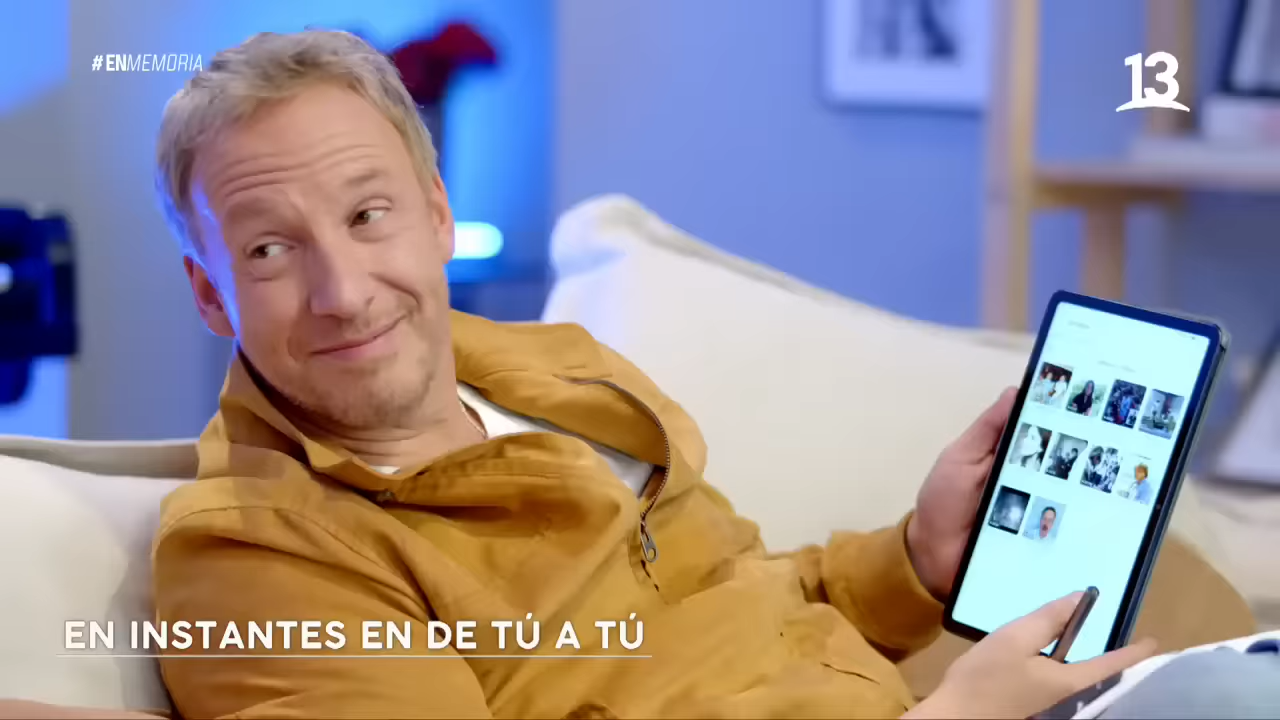 #ENMEMORIA
13
EN INSTANTES EN DE TÚ A TÚ